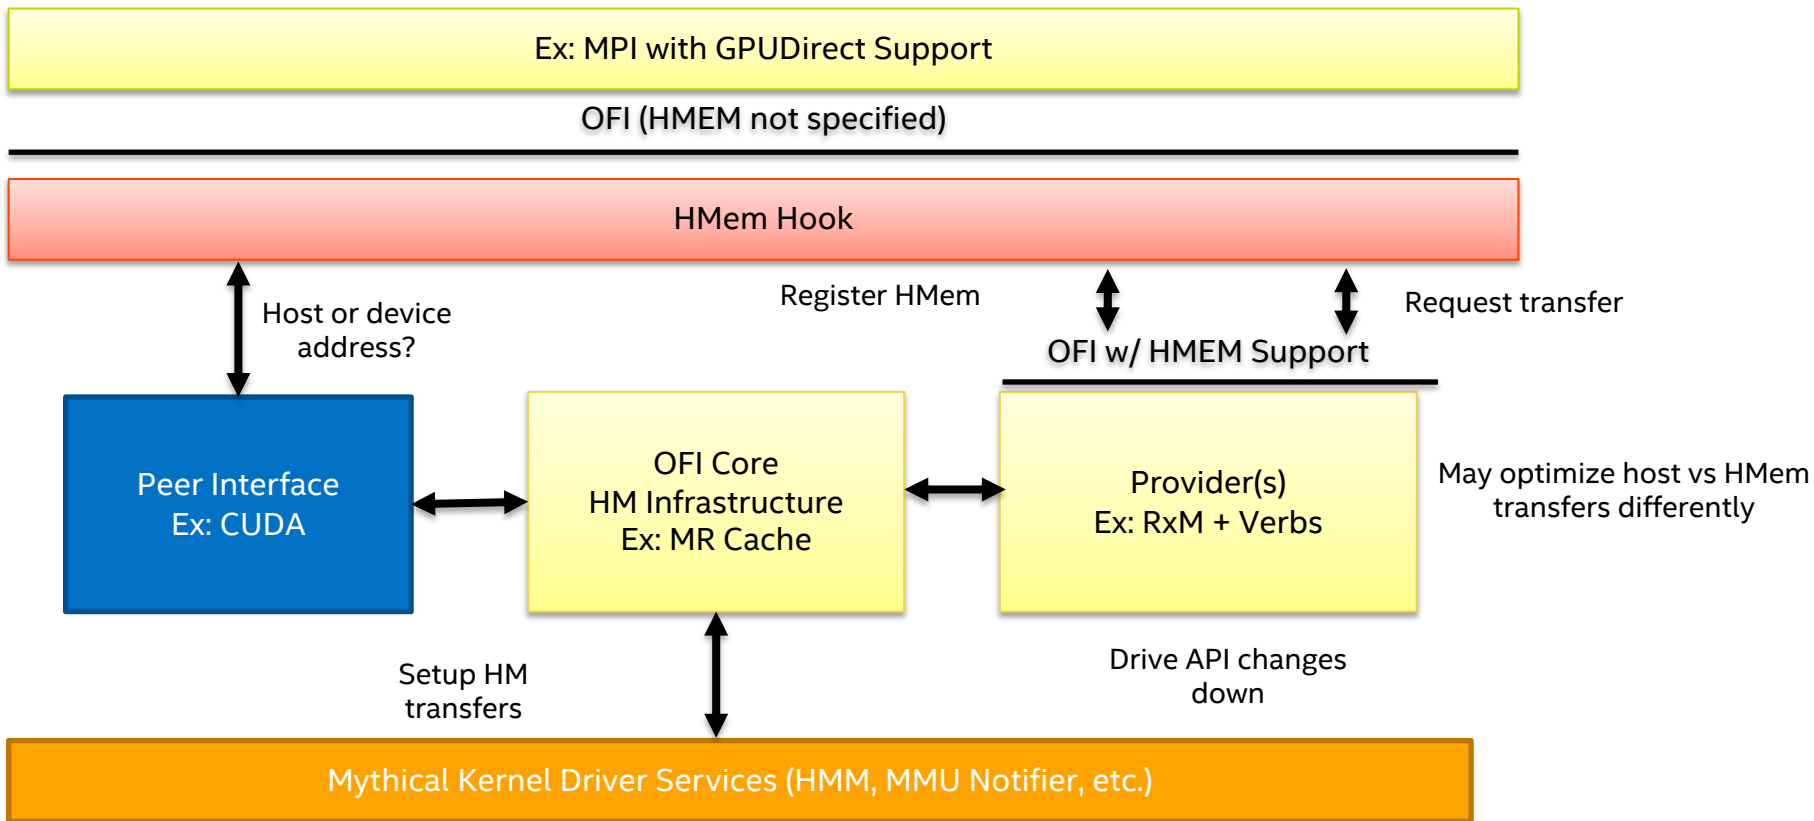 Ex: MPI with GPUDirect Support
OFI (HMEM not specified)
HMem Hook
Host or device
address?
Register HMem
Request transfer
OFI w/ HMEM Support
Peer Interface
Ex: CUDA
OFI Core
HM Infrastructure
Ex: MR Cache
Provider(s)
Ex: RxM + Verbs
May optimize host vs HMem
transfers differently
Setup HM
transfers
Drive API changes
down
Mythical Kernel Driver Services (HMM, MMU Notifier, etc.)